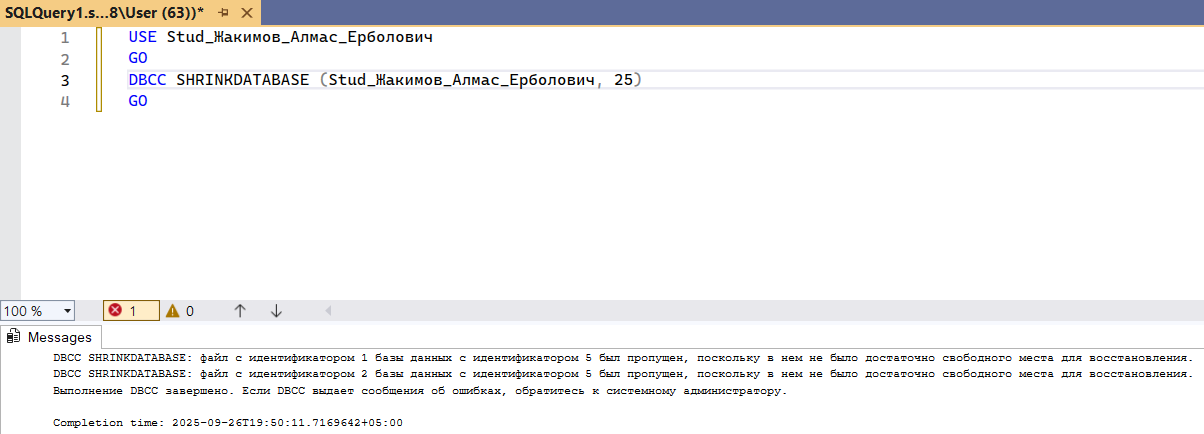 SQLQuery1.s...8\User (63))*
1 USE Stud_Жакимов_Алмас_Ерболович
2 GO
3 DBCC SHRINKDATABASE (Stud_Жакимов_Алмас_Ерболович, 25)
4 GO
100 % 1 0
Messages
DBCC SHRINKDATABASE: файл с идентификатором 1 базы данных с идентификатором 5 был пропущен, поскольку в нем не было достаточно свободного места для восстановления.
DBCC SHRINKDATABASE: файл с идентификатором 2 базы данных с идентификатором 5 был пропущен, поскольку в нем не было достаточно свободного места для восстановления.
Выполнение DBCC завершено. Если DBCC выдает сообщения об ошибках, обратитесь к системному администратору.
Completion time: 2025-09-26T19:50:11.7169642+05:00